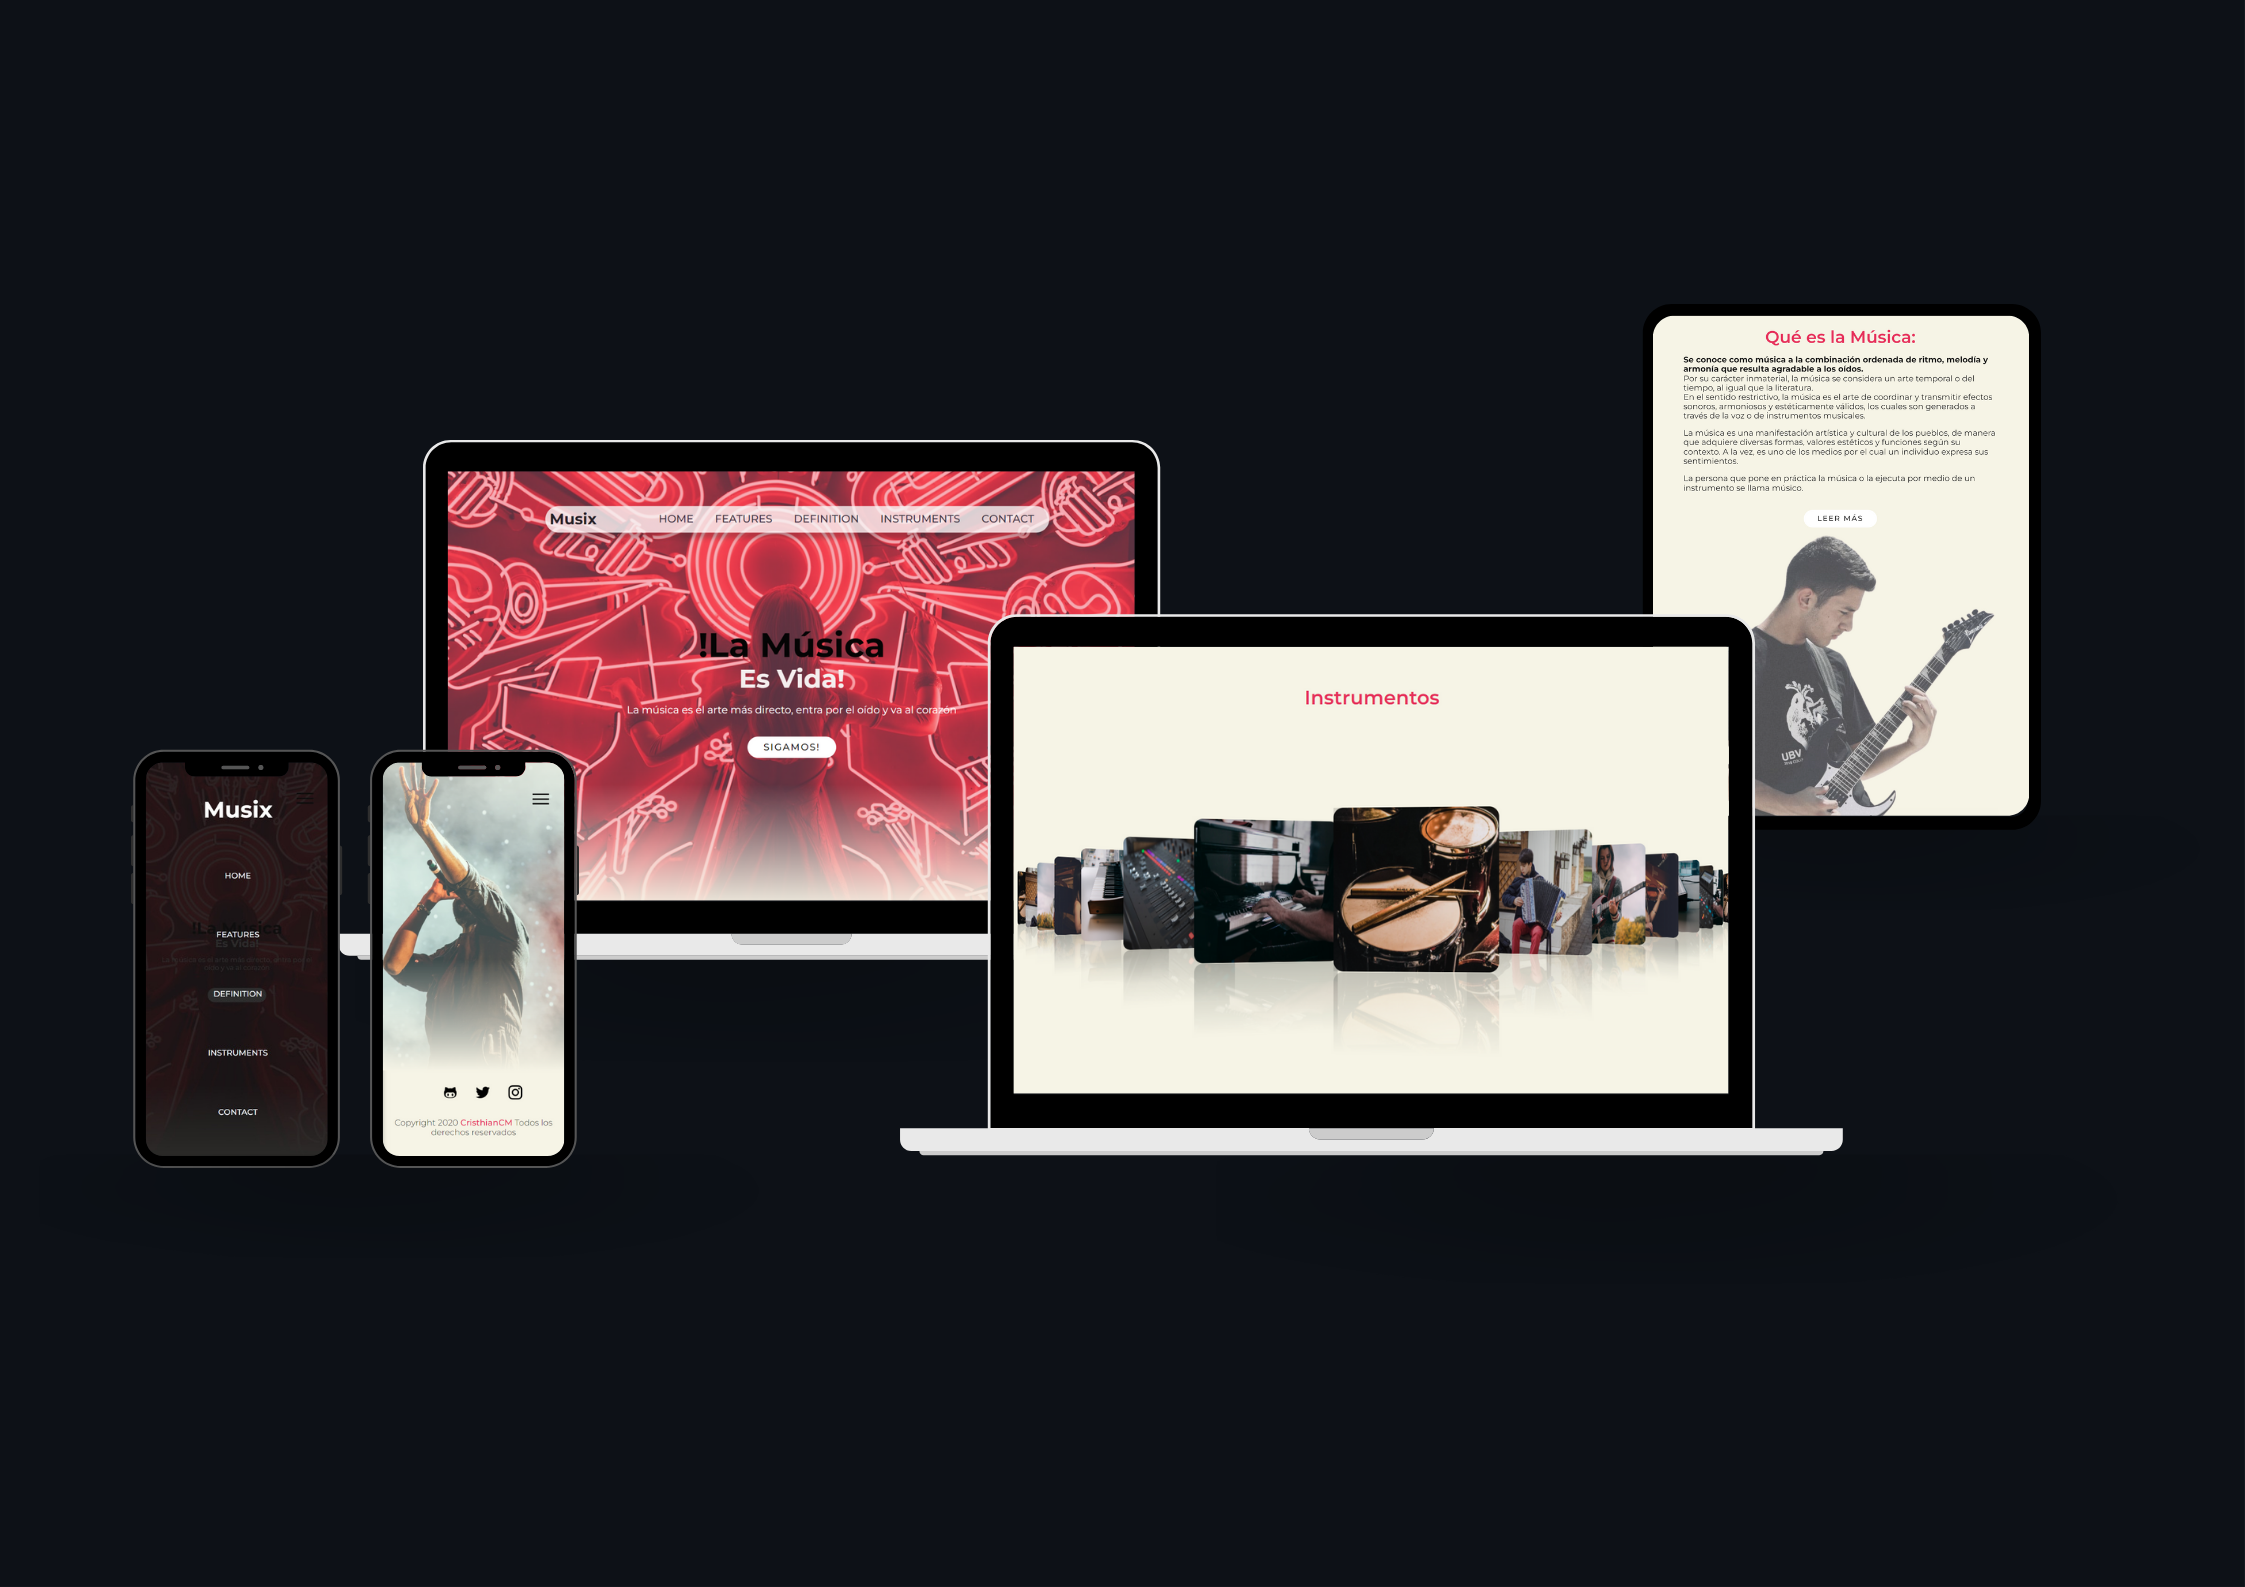 Musix HOME FEATURES DEFINITION INSTRUMENTS CONTACT
!La Música
Es Vida!
La música es el arte más directo, entra por el oído y va al corazón
SIGAMOS!
Qué es la Música:
Se conoce como música a la combinación ordenada de ritmo, melodía y
armonía que resulta agradable a los oídos.
Por su carácter inmaterial, la música se considera un arte temporal o del
tiempo, al igual que la literatura.
En el sentido restrictivo, la música es el arte de coordinar y transmitir efectos
sonoros, armoniosos y estéticamente válidos, los cuales son generados a
través de la voz o de instrumentos musicales.
La música es una manifestación artística y cultural de los pueblos, de manera
que adquiere diversas formas, valores estéticos y funciones según su
contexto. A la vez, es uno de los medios por el cual un individuo expresa sus
sentimientos.
La persona que pone en práctica la música o la ejecuta por medio de un
instrumento se llama músico.
LEER MÁS
UBV
Instrumentos
Musix
HOME
!La Música
FEATURES
Es Vida!
DEFINITION
INSTRUMENTS
CONTACT
Copyright 2020 CristhianCM Todos los
derechos reservados